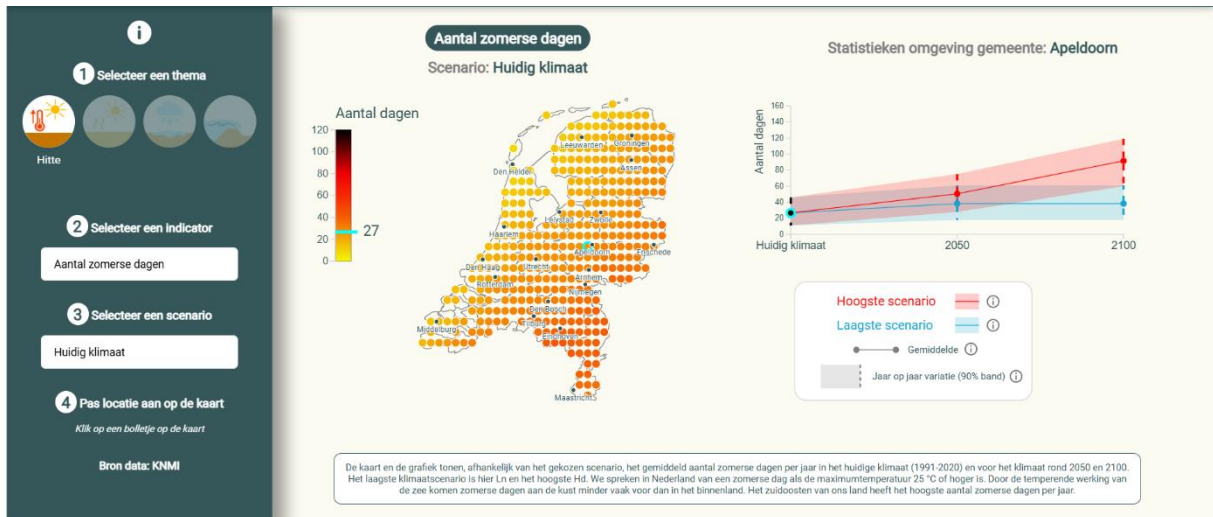 i
1 Selecteer een thema
Hitte
2 Selecteer een indicator
Aantal zomerse dagen
3 Selecteer een scenario
Huidig klimaat
4 Pas locatie aan op de kaart
Klik op een bolletje op de kaart
Bron data: KNMI
Aantal zomerse dagen
Scenario: Huidig klimaat
Aantal dagen
120
100
80
60
40
27
20
0
Leeuwarden
Groningen
Assen
Den Helder
Lelystad
Zwolle
Haarlem
Apeldoorn
Enschede
Den Haag
Utrecht
Arnhem
Rotterdam
Nijmegen
Den Bosch
Tilburg
Middelburg
Eindhoven
Maastricht
Statistieken omgeving gemeente: Apeldoorn
Aantal dagen
160
140
120
100
80
60
40
20
0
Huidig klimaat
2050
2100
Hoogste scenario i
Laagste scenario i
Gemiddelde i
Jaar op jaar variatie (90% band) i
De kaart en de grafiek tonen, afhankelijk van het gekozen scenario, het gemiddeld aantal zomerse dagen per jaar in het huidige klimaat (1991-2020) en voor het klimaat rond 2050 en 2100.
Het laagste klimaatscenario is hier Ln en het hoogste Hd. We spreken in Nederland van een zomerse dag als de maximumtemperatuur 25 °C of hoger is. Door de temperende werking van
de zee komen zomerse dagen aan de kust minder vaak voor dan in het binnenland. Het zuidoosten van ons land heeft het hoogste aantal zomerse dagen per jaar.